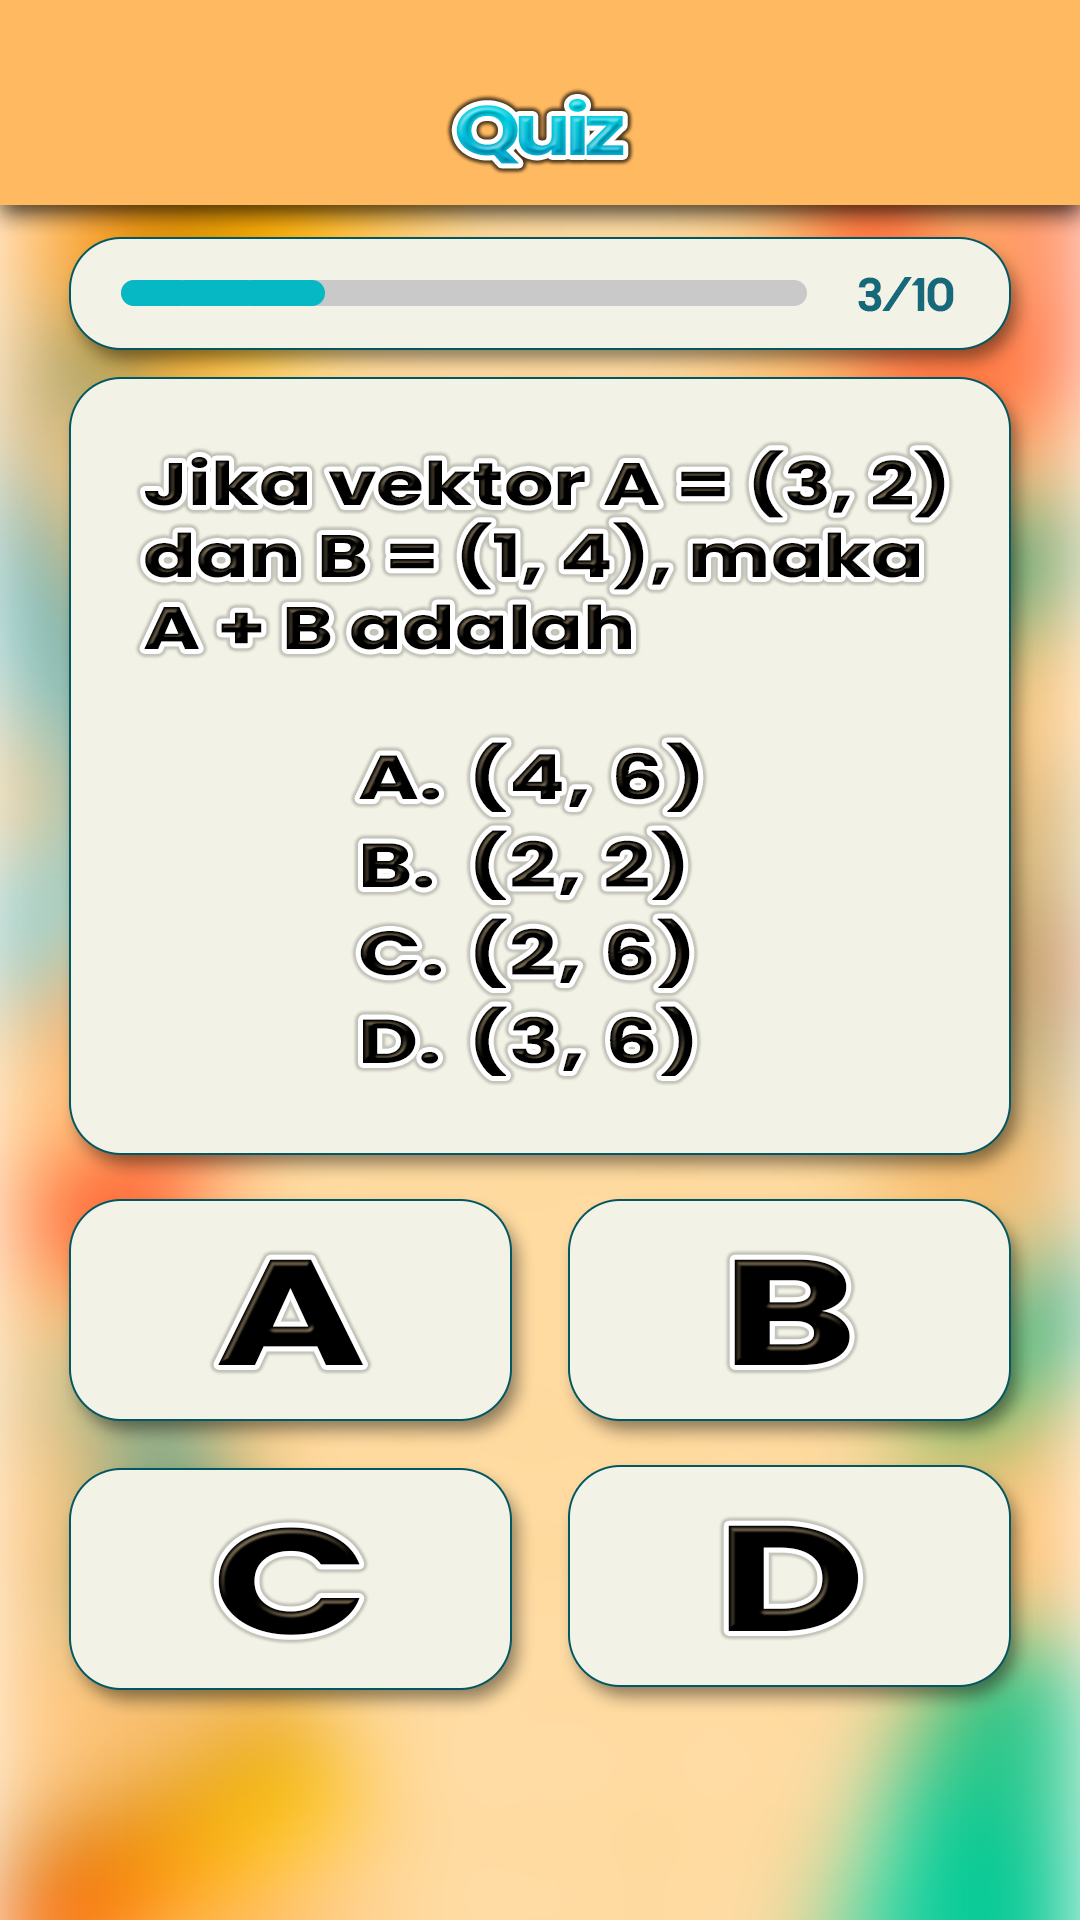 Quiz
3/10
Jika vektor A = (3, 2)
dan B = (1, 4), maka
A + B adalah
A. (4, 6)
B. (2, 2)
C. (2, 6)
D. (3, 6)
A
B
C
D